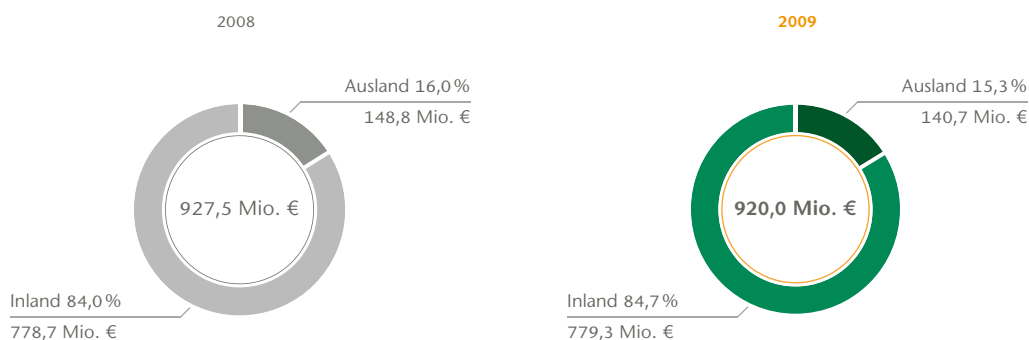 2008
Ausland 16,0 %
148,8 Mio. €
927,5 Mio. €
Inland 84,0 %
778,7 Mio. €
2009
Ausland 15,3 %
140,7 Mio. €
920,0 Mio. €
Inland 84,7 %
779,3 Mio. €